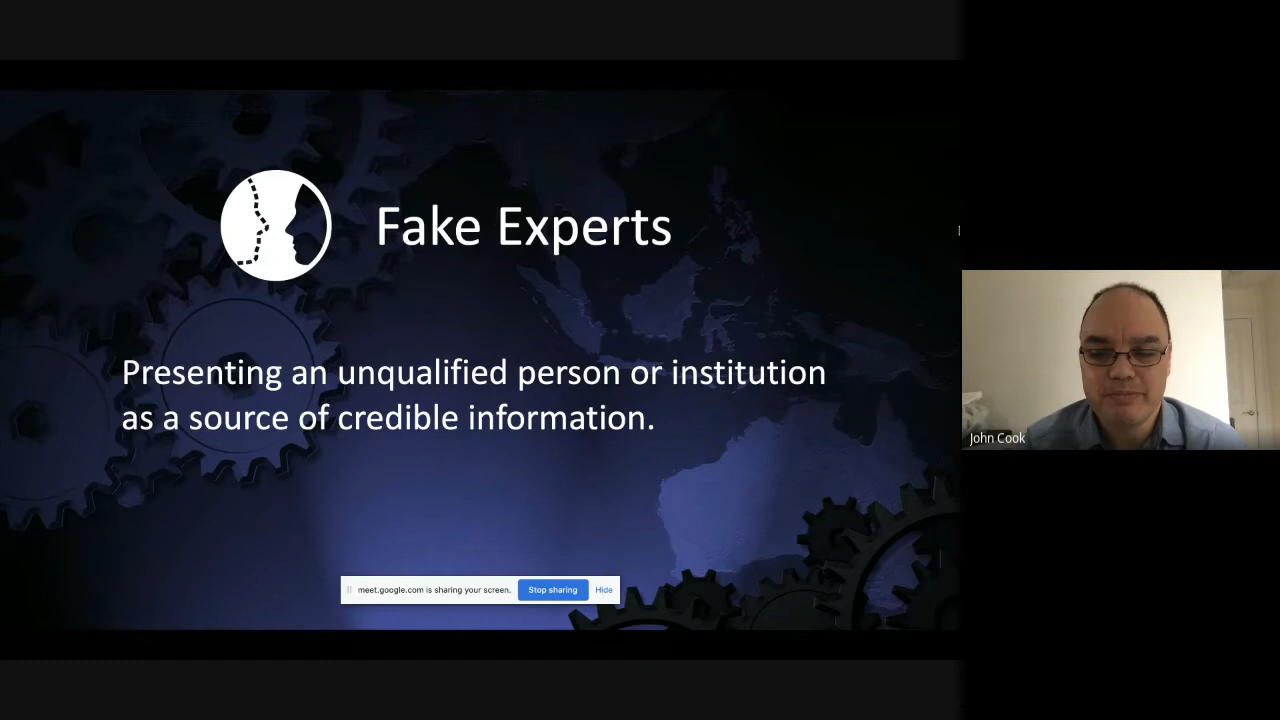 Fake Experts
Presenting an unqualified person or institution
as a source of credible information.
meet.google.com is sharing your screen. Stop sharing Hide
John Cook